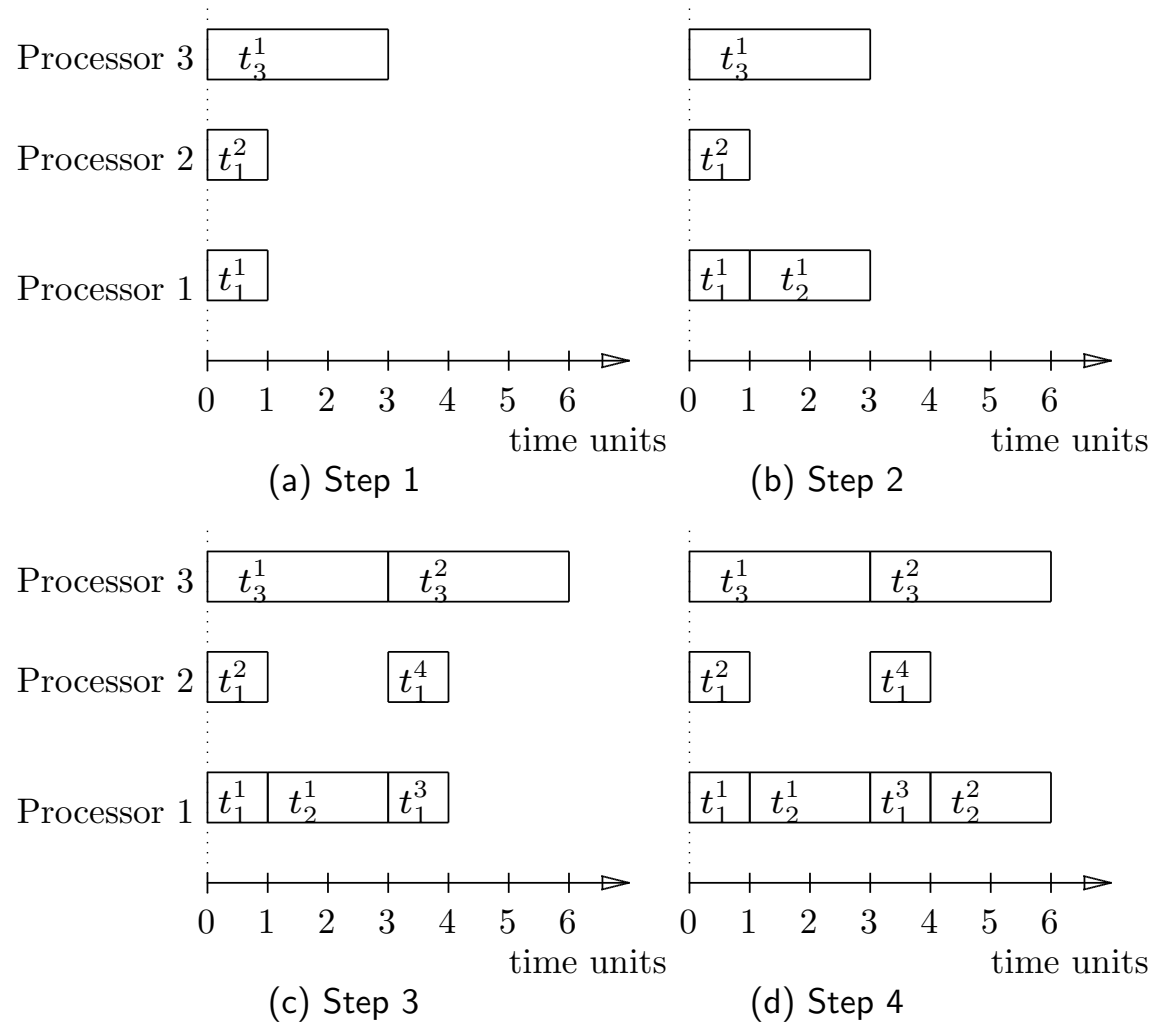 Processor 3 t_3^1 t_3^1
Processor 2 t_1^2 t_1^2
Processor 1 t_1^1 t_1^1 t_2^1
0 1 2 3 4 5 6 0 1 2 3 4 5 6
time units time units
(a) Step 1 (b) Step 2
Processor 3 t_3^1 t_3^2 t_3^1 t_3^2
Processor 2 t_1^2 t_1^4 t_1^2 t_1^4
Processor 1 t_1^1 t_2^1 t_1^3 t_1^1 t_2^1 t_1^3 t_2^2
0 1 2 3 4 5 6 0 1 2 3 4 5 6
time units time units
(c) Step 3 (d) Step 4